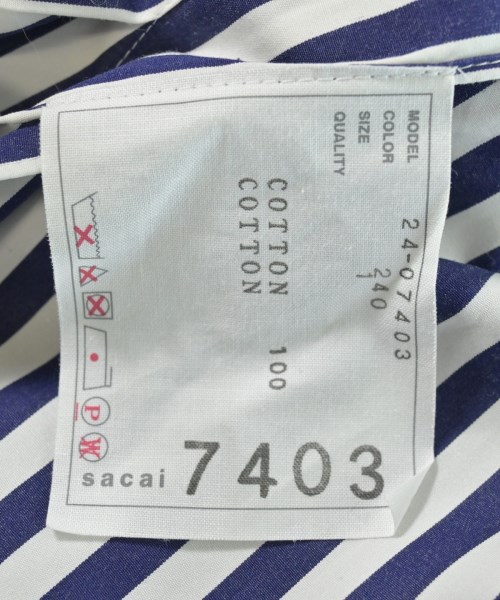 MODEL 24-07403
COLOR 240
SIZE 1
QUALITY
COTTON 100
COTTON
P
W
sacai 7403